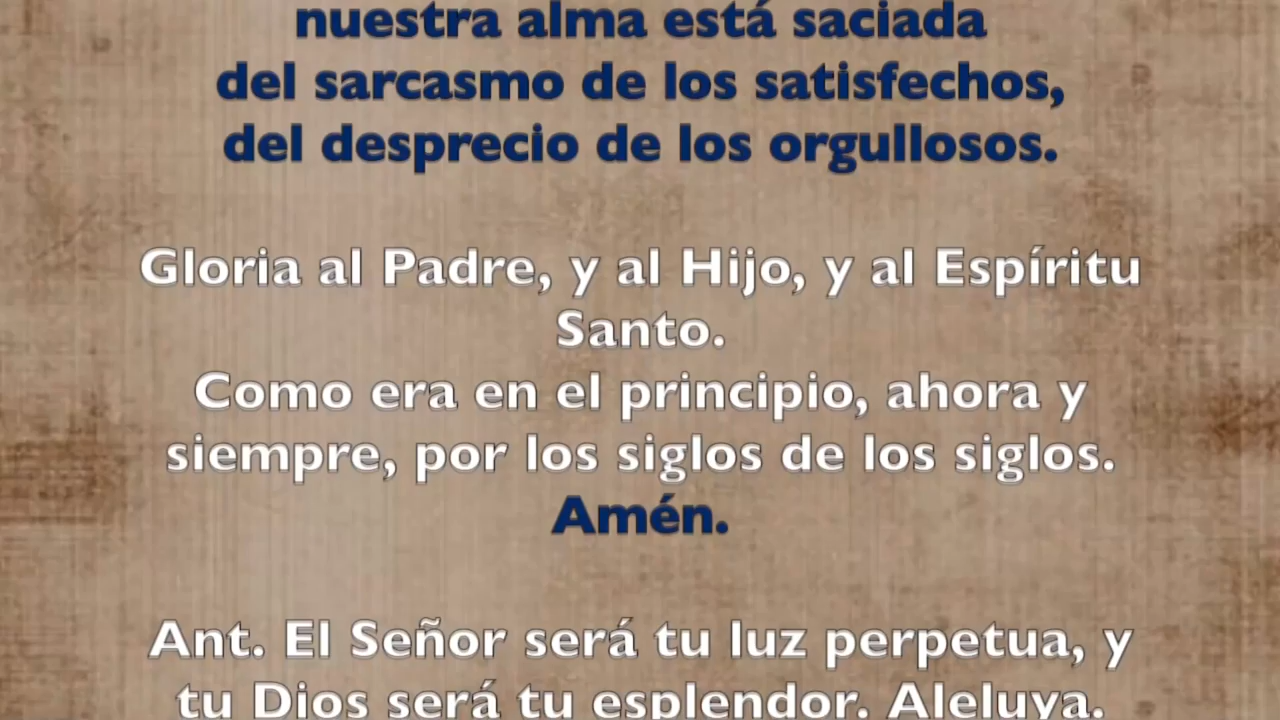 nuestra alma está saciada
del sarcasmo de los satisfechos,
del desprecio de los orgullosos.
Gloria al Padre, y al Hijo, y al Espíritu
Santo.
Como era en el principio, ahora y
siempre, por los siglos de los siglos.
Amén.
Ant. El Señor será tu luz perpetua, y
tu Dios será tu esplendor. Aleluya.